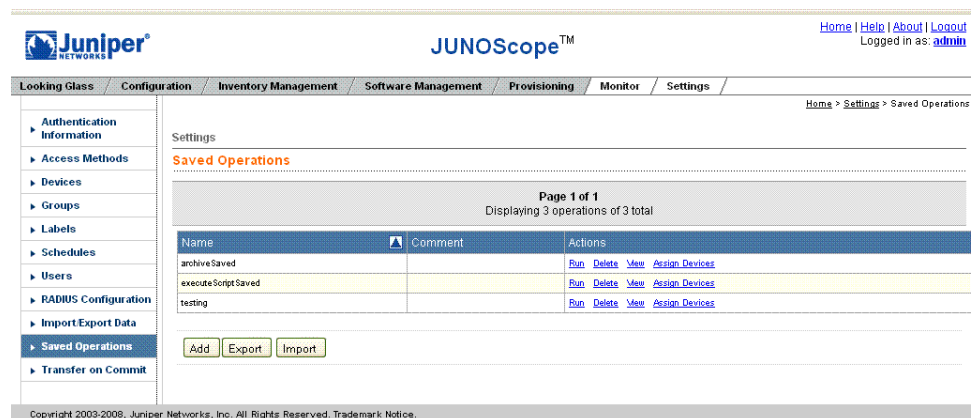 Juniper®
NETWORKS
JUNOScope™
Home | Help | About | Logout
Logged in as: admin
Looking Glass / Configuration / Inventory Management / Software Management / Provisioning / Monitor / Settings /
Home > Settings > Saved Operations
Authentication
Information
Access Methods
Devices
Groups
Labels
Schedules
Users
RADIUS Configuration
Import/Export Data
Saved Operations
Transfer on Commit
Settings
Saved Operations
Page 1 of 1
Displaying 3 operations of 3 total
Name Comment Actions
archiveSaved Run Delete View Assign Devices
executeScriptSaved Run Delete View Assign Devices
testing Run Delete View Assign Devices
Add Export Import
Copyright 2003-2008, Juniper Networks, Inc. All Rights Reserved. Trademark Notice.